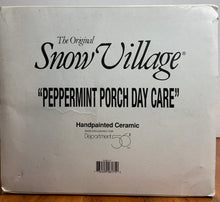 The Original
Snow Village®
"PEPPERMINT PORCH DAY CARE"
Handpainted Ceramic
Department 56®